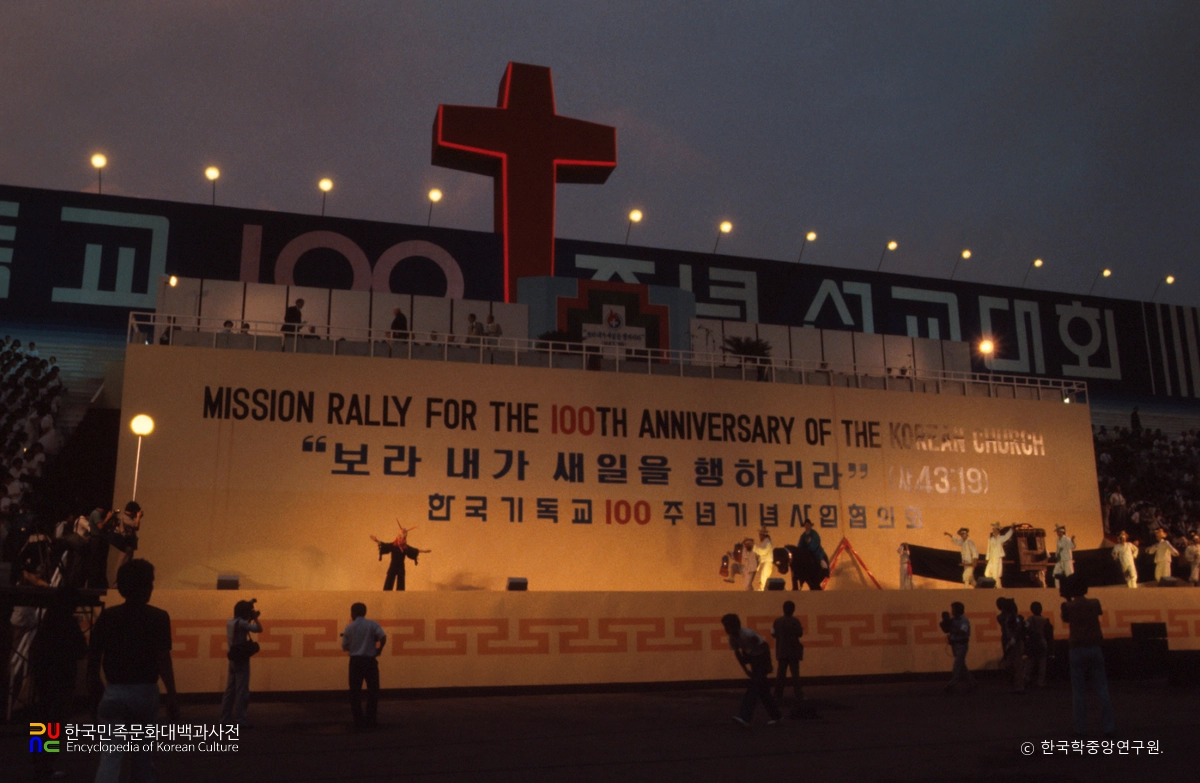 교 100 주년 선교대회
MISSION RALLY FOR THE 100TH ANNIVERSARY OF THE KOREAN CHURCH
“보라 내가 새일을 행하리라” (사43:19)
한국기독교100주년기념사업협의회
한국민족문화대백과사전
Encyclopedia of Korean Culture
© 한국학중앙연구원.